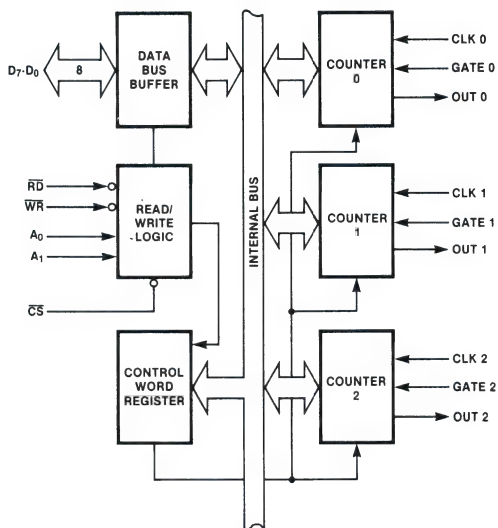 D7-D0
8
DATA
BUS
BUFFER
COUNTER
0
CLK 0
GATE 0
OUT 0
RD
WR
A0
A1
CS
READ/
WRITE
LOGIC
INTERNAL BUS
COUNTER
1
CLK 1
GATE 1
OUT 1
CONTROL
WORD
REGISTER
COUNTER
2
CLK 2
GATE 2
OUT 2